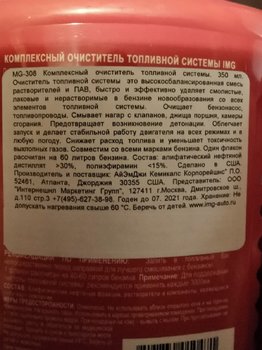 КОМПЛЕКСНЫЙ ОЧИСТИТЕЛЬ ТОПЛИВНОЙ СИСТЕМЫ IMG
MG-308 Комплексный очиститель топливной системы. 350 мл.
Очиститель топливной системы – это высокосбалансированная смесь
растворителей и ПАВ, быстро и эффективно удаляет смолистые,
лаковые и нерастворимые в бензине новообразования со всех
элементов топливной системы. Очищает бензонасос,
топливопроводы. Смывает нагар с клапанов, днища поршня, камеры
сгорания. Предотвращает возникновение детонации. Облегчает
запуск и делает стабильной работу двигателя на всех режимах и в
любую погоду. Снижает расход топлива и уменьшает токсичность
выхлопных газов. Совместим со всеми марками бензина. Один флакон
рассчитан на 60 литров бензина. Состав: алифатический нефтяной
дистиллят >30%, полиэфирамин <15%. Сделано в США.
Производитель и поставщик: АйЭмДжи Кемикалс Корпорейшн" П.О.
52461, Атланта, Джорджия 30355, США. Представитель: ООО
"Интернешнл Маркетинг Групп", 127411 г.Москва, Дмитровское ш.,
д.110 стр.3 +7(495)-627-38-98. Годен до 07. 2021 года. Хранение Не
допускать нагревания свыше 60 °С. Беречь от детей. www.img-auto.ru
ПРИМЕНЕНИЮ: